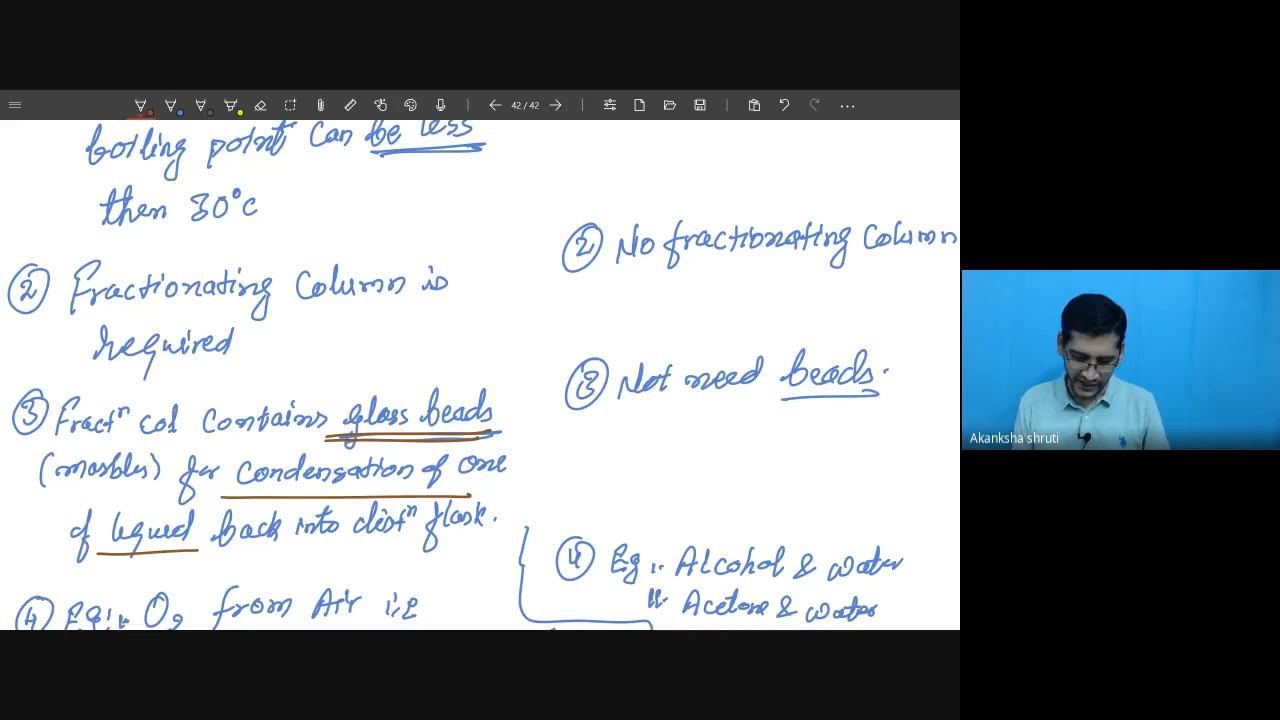 42/42
boiling point can be less
then 30°c
② Fractionating Column is
required
③ Fractⁿ col contains glass beads
(marbles) for condensation of one
of liquid back into distⁿ flask.
④ Eg:- O₂ from Air i.e
② No fractionating Column
③ Not need beads.
④ Eg :. Alcohol & water
". Acetone & water
Akanksha shruti